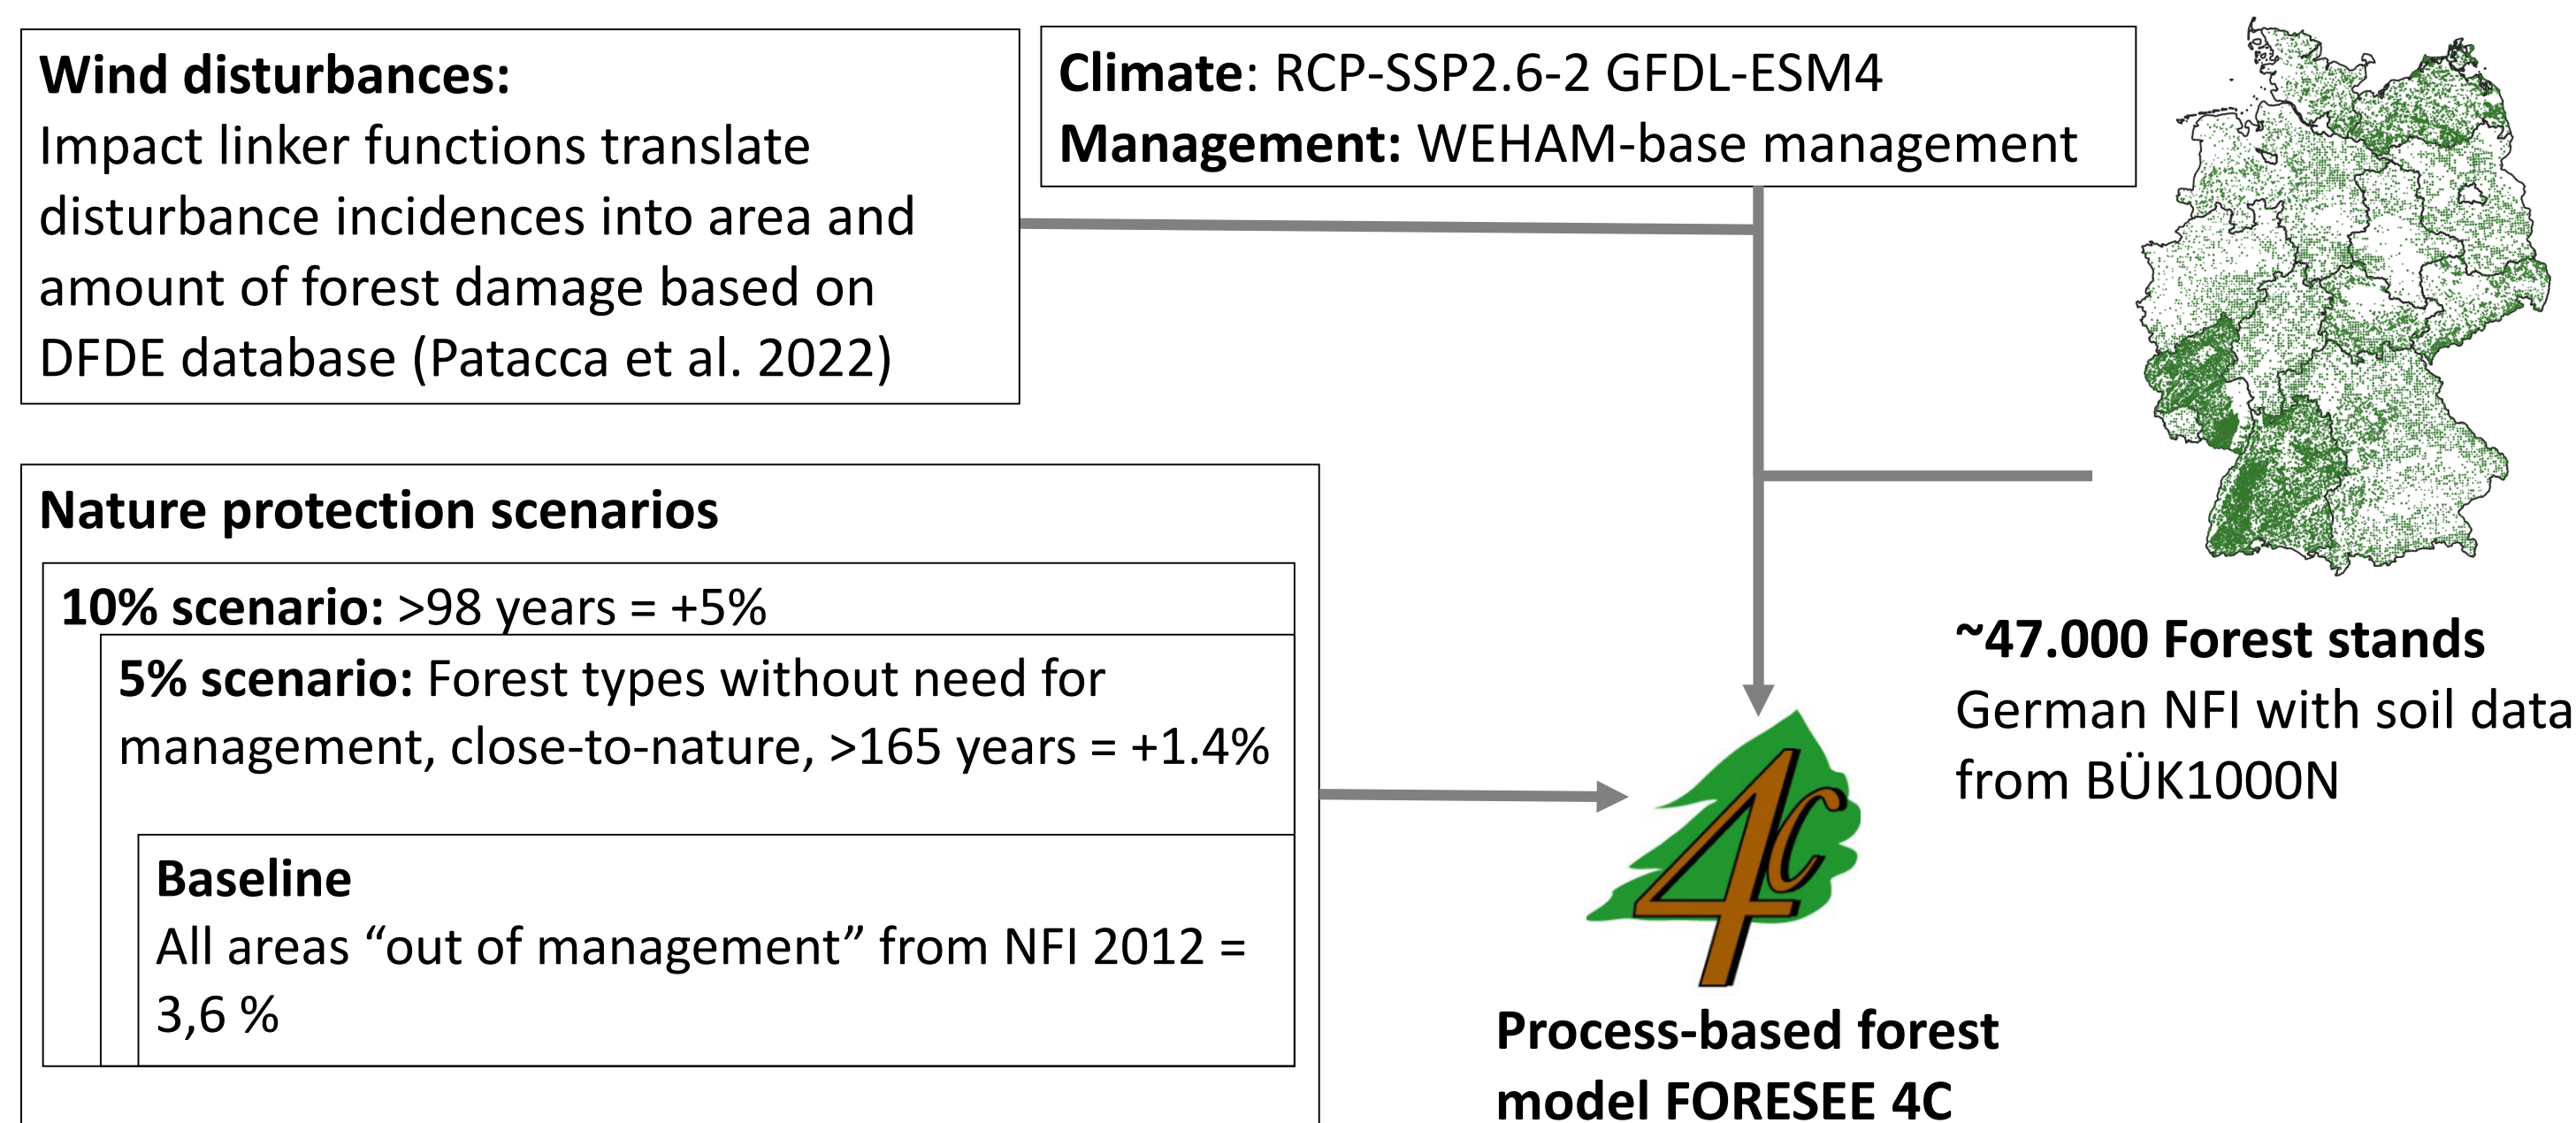 Wind disturbances:
Impact linker functions translate
disturbance incidences into area and
amount of forest damage based on
DFDE database (Patacca et al. 2022)
Climate: RCP-SSP2.6-2 GFDL-ESM4
Management: WEHAM-base management
Nature protection scenarios
10% scenario: >98 years = +5%
5% scenario: Forest types without need for
management, close-to-nature, >165 years = +1.4%
Baseline
All areas “out of management” from NFI 2012 =
3,6 %
~47.000 Forest stands
German NFI with soil data
from BÜK1000N
4C
Process-based forest
model FORESEE 4C